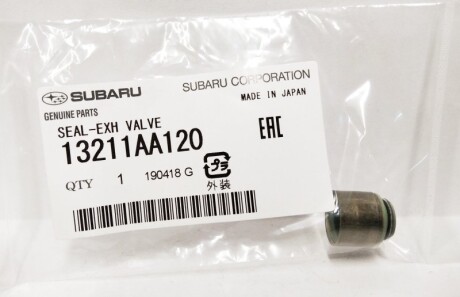 SUBARU
SUBARU CORPORATION
GENUINE PARTS
MADE IN JAPAN
SEAL-EXH VALVE
13211AA120
EAC
QTY 1 190418 G
外装